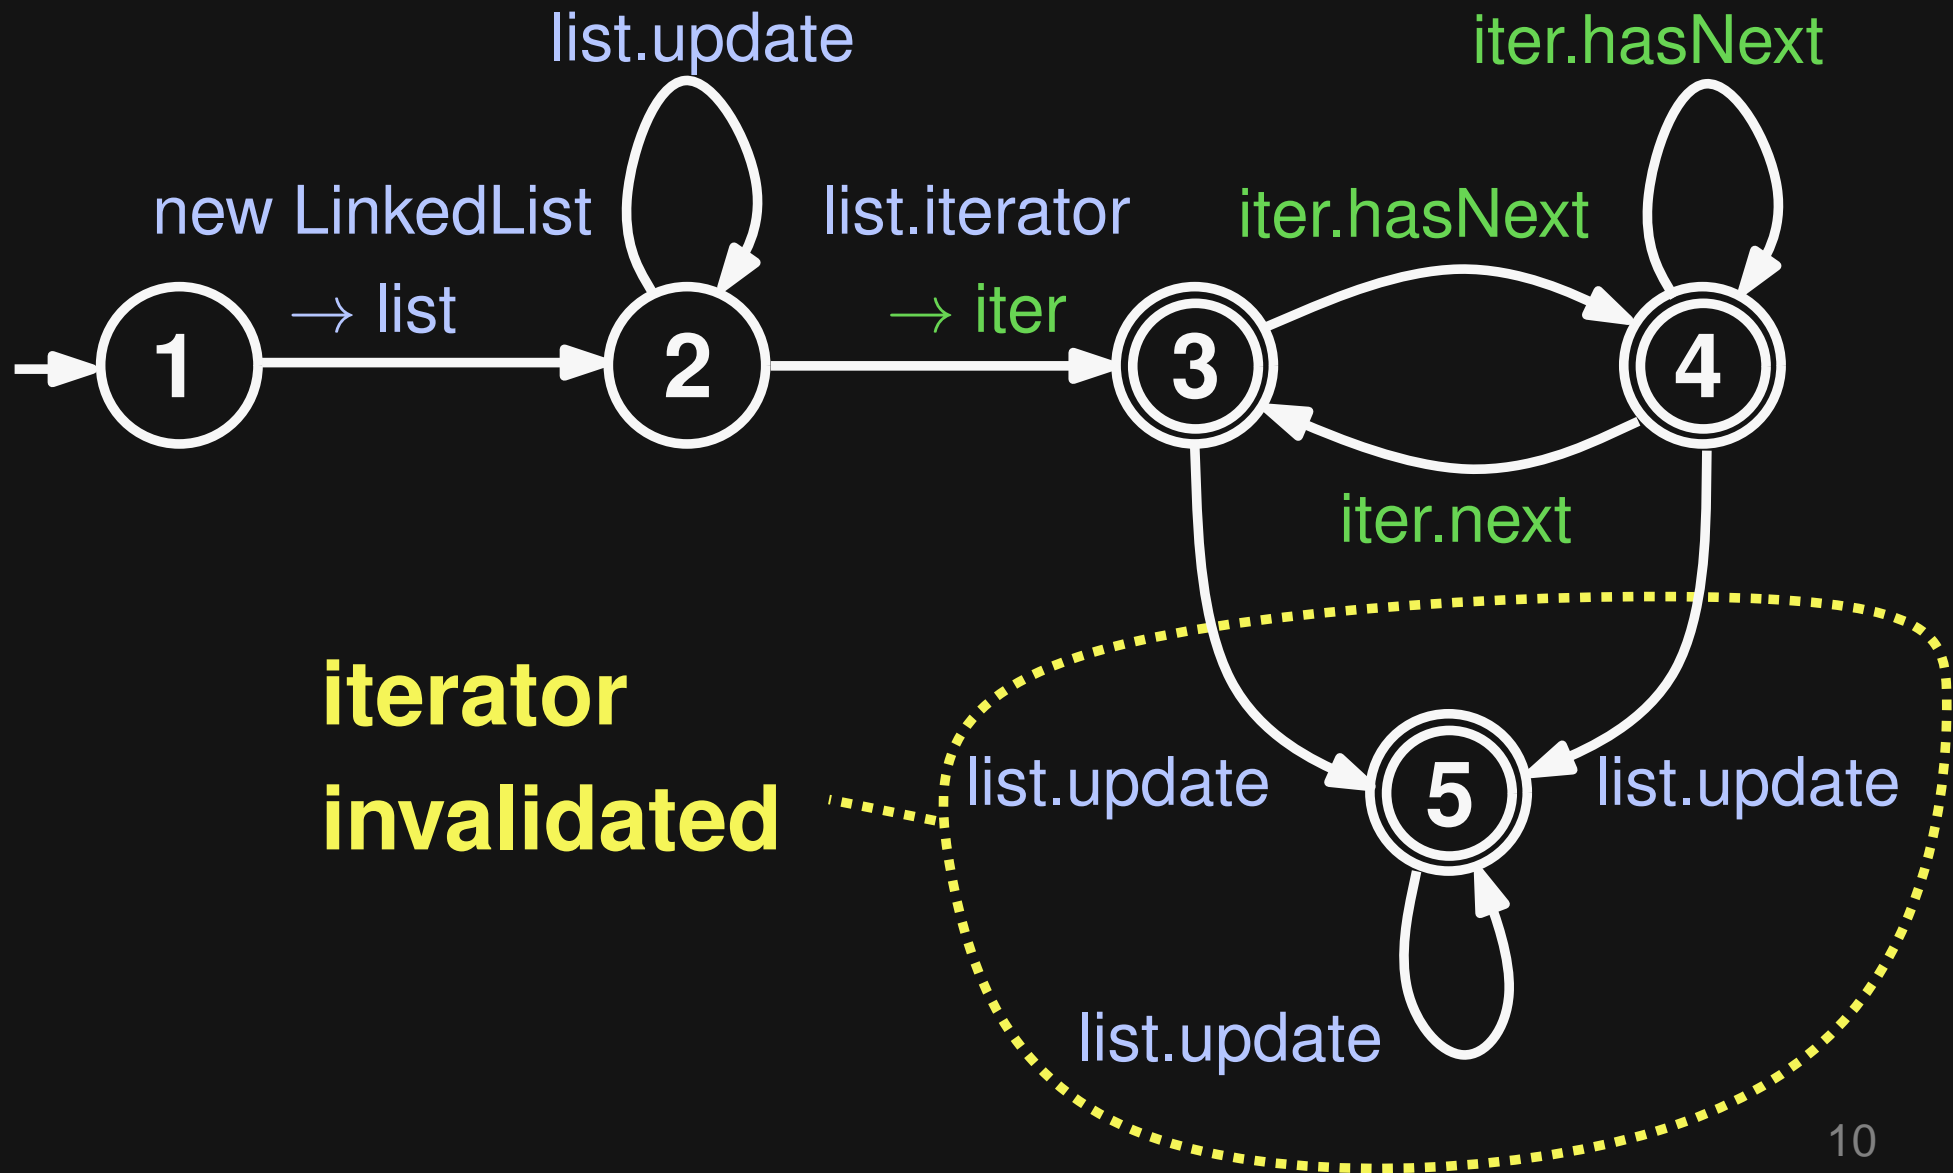 list.update
iter.hasNext
new LinkedList
→ list
list.iterator
→ iter
iter.hasNext
1
2
3
4
iter.next
iterator
invalidated
list.update
5
list.update
list.update
10